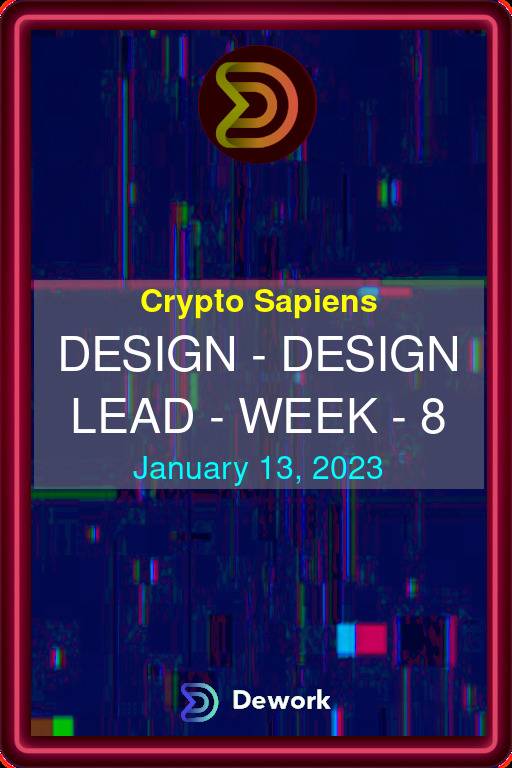 Crypto Sapiens
DESIGN - DESIGN
LEAD - WEEK - 8
January 13, 2023
Dework